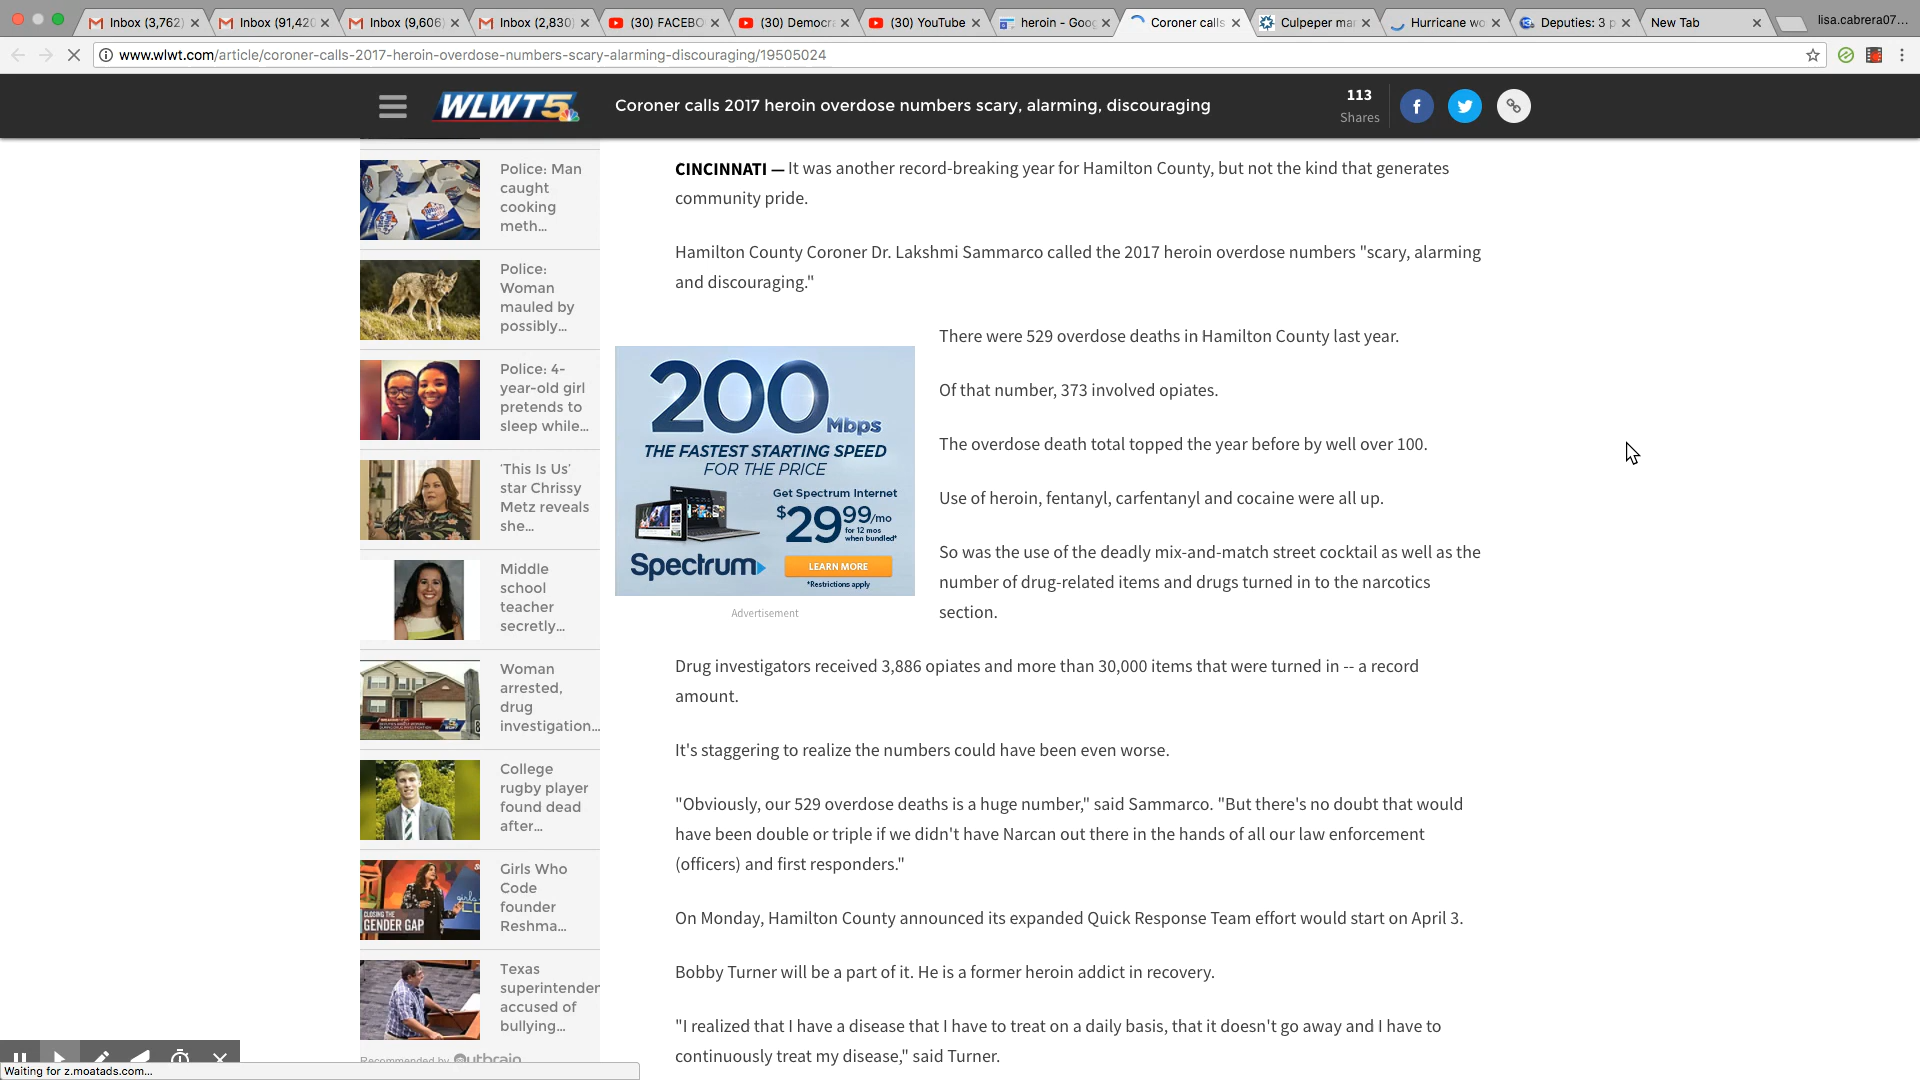 Inbox (3,762)
Inbox (91,420
Inbox (9,606)
Inbox (2,830)
(30) FACEBO
(30) Democra
(30) YouTube
heroin - Goog
Coroner calls
Culpeper mar
Hurricane wo
Deputies: 3 p
New Tab
lisa.cabrera07...
www.wlwt.com/article/coroner-calls-2017-heroin-overdose-numbers-scary-alarming-discouraging/19505024
WLWT5
Coroner calls 2017 heroin overdose numbers scary, alarming, discouraging
113
Shares
Police: Man
caught
cooking
meth...
Police:
Woman
mauled by
possibly...
Police: 4-
year-old girl
pretends to
sleep while...
'This Is Us'
star Chrissy
Metz reveals
she...
Middle
school
teacher
secretly...
Woman
arrested,
drug
investigation...
College
rugby player
found dead
after...
CLOSING THE
GENDER GAP
Girls Who
Code
founder
Reshma...
Texas
superintenden
accused of
bullying...
Recommended by Outbrain
CINCINNATI — It was another record-breaking year for Hamilton County, but not the kind that generates
community pride.
Hamilton County Coroner Dr. Lakshmi Sammarco called the 2017 heroin overdose numbers "scary, alarming
and discouraging."
200 Mbps
THE FASTEST STARTING SPEED
FOR THE PRICE
Get Spectrum Internet
$29.99/mo
for 12 mos
when bundled*
Spectrum
LEARN MORE
*Restrictions apply
Advertisement
There were 529 overdose deaths in Hamilton County last year.
Of that number, 373 involved opiates.
The overdose death total topped the year before by well over 100.
Use of heroin, fentanyl, carfentanyl and cocaine were all up.
So was the use of the deadly mix-and-match street cocktail as well as the
number of drug-related items and drugs turned in to the narcotics
section.
Drug investigators received 3,886 opiates and more than 30,000 items that were turned in -- a record
amount.
It's staggering to realize the numbers could have been even worse.
"Obviously, our 529 overdose deaths is a huge number," said Sammarco. "But there's no doubt that would
have been double or triple if we didn't have Narcan out there in the hands of all our law enforcement
(officers) and first responders."
On Monday, Hamilton County announced its expanded Quick Response Team effort would start on April 3.
Bobby Turner will be a part of it. He is a former heroin addict in recovery.
"I realized that I have a disease that I have to treat on a daily basis, that it doesn't go away and I have to
continuously treat my disease," said Turner.
Waiting for z.moatads.com...